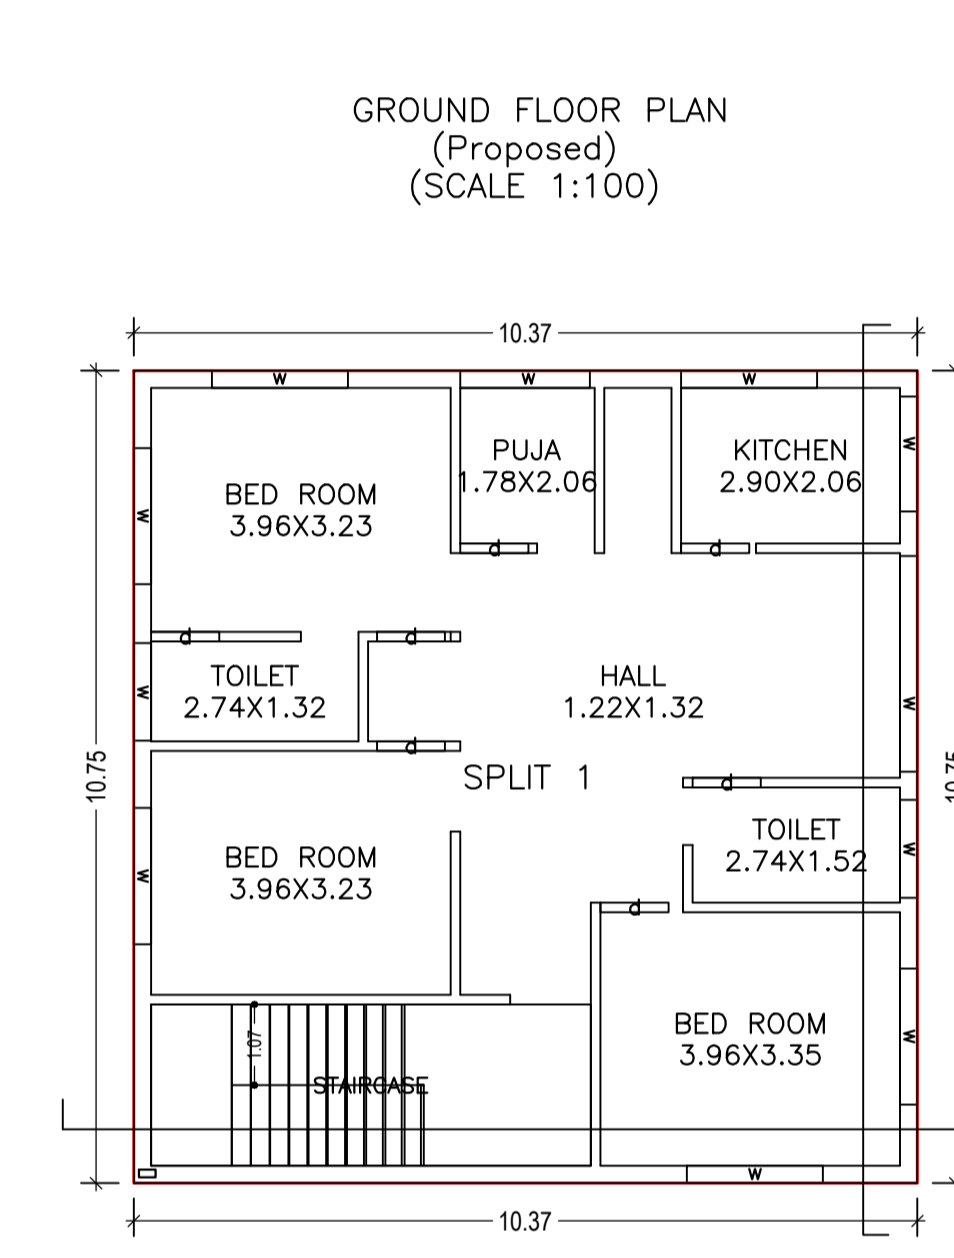 GROUND FLOOR PLAN
(Proposed)
(SCALE 1:100)
10.37
W
W
W
W
PUJA
1.78X2.06
KITCHEN
2.90X2.06
BED ROOM
3.96X3.23
W
d
d
d
d
TOILET
2.74X1.32
W
HALL
1.22X1.32
W
d
SPLIT 1
10.75
10.75
d
TOILET
2.74X1.52
W
BED ROOM
3.96X3.23
W
d
BED ROOM
3.96X3.35
W
1.07
STAIRCASE
W
10.37